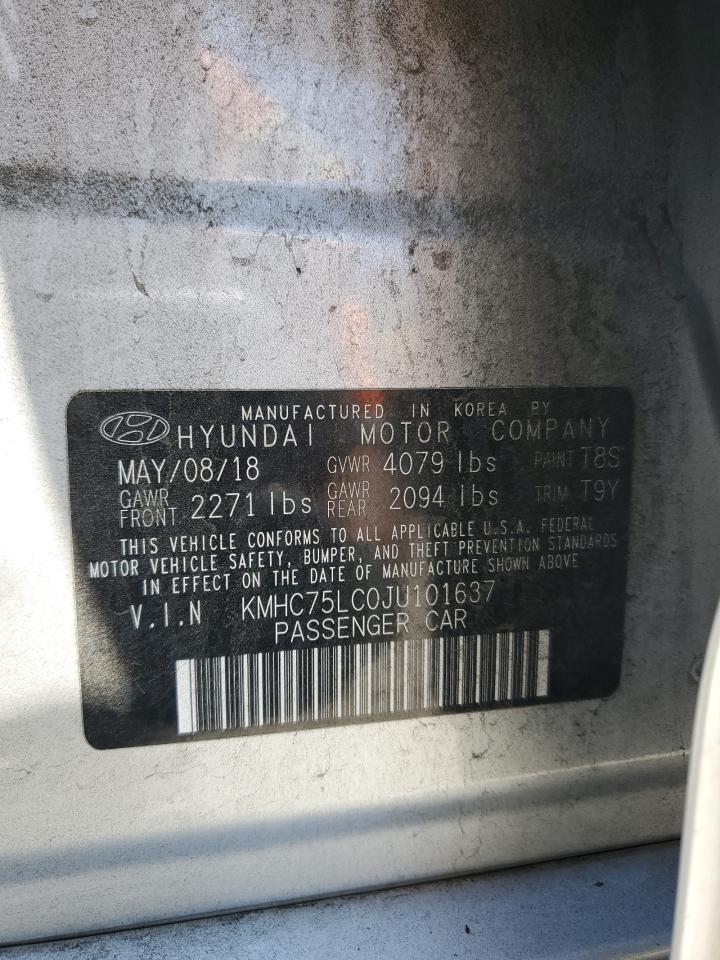 MANUFACTURED IN KOREA BY
HYUNDAI MOTOR COMPANY
MAY/08/18 GVWR 4079 lbs PAINT T8S
GAWR FRONT 2271 lbs GAWR REAR 2094 lbs TRIM T9Y
THIS VEHICLE CONFORMS TO ALL APPLICABLE U.S.A. FEDERAL
MOTOR VEHICLE SAFETY, BUMPER, AND THEFT PREVENTION STANDARDS
IN EFFECT ON THE DATE OF MANUFACTURE SHOWN ABOVE
V.I.N KMHC75LC0JU101637
PASSENGER CAR